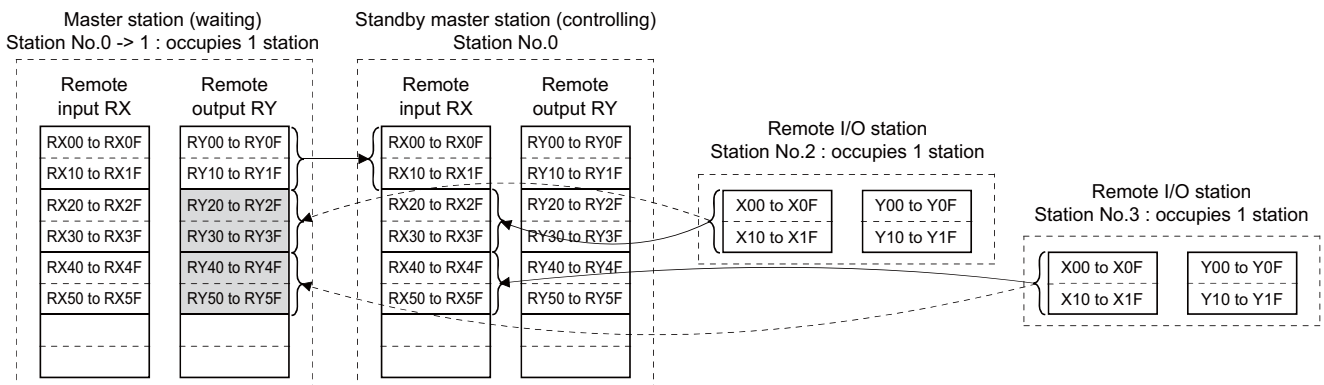 Master station (waiting)
Station No.0 -> 1 : occupies 1 station
Remote
input RX
Remote
output RY
RX00 to RX0F
RX10 to RX1F
RX20 to RX2F
RX30 to RX3F
RX40 to RX4F
RX50 to RX5F
RY00 to RY0F
RY10 to RY1F
RY20 to RY2F
RY30 to RY3F
RY40 to RY4F
RY50 to RY5F
Standby master station (controlling)
Station No.0
Remote
input RX
Remote
output RY
RX00 to RX0F
RX10 to RX1F
RX20 to RX2F
RX30 to RX3F
RX40 to RX4F
RX50 to RX5F
RY00 to RY0F
RY10 to RY1F
RY20 to RY2F
RY30 to RY3F
RY40 to RY4F
RY50 to RY5F
Remote I/O station
Station No.2 : occupies 1 station
X00 to X0F
X10 to X1F
Y00 to Y0F
Y10 to Y1F
Remote I/O station
Station No.3 : occupies 1 station
X00 to X0F
X10 to X1F
Y00 to Y0F
Y10 to Y1F